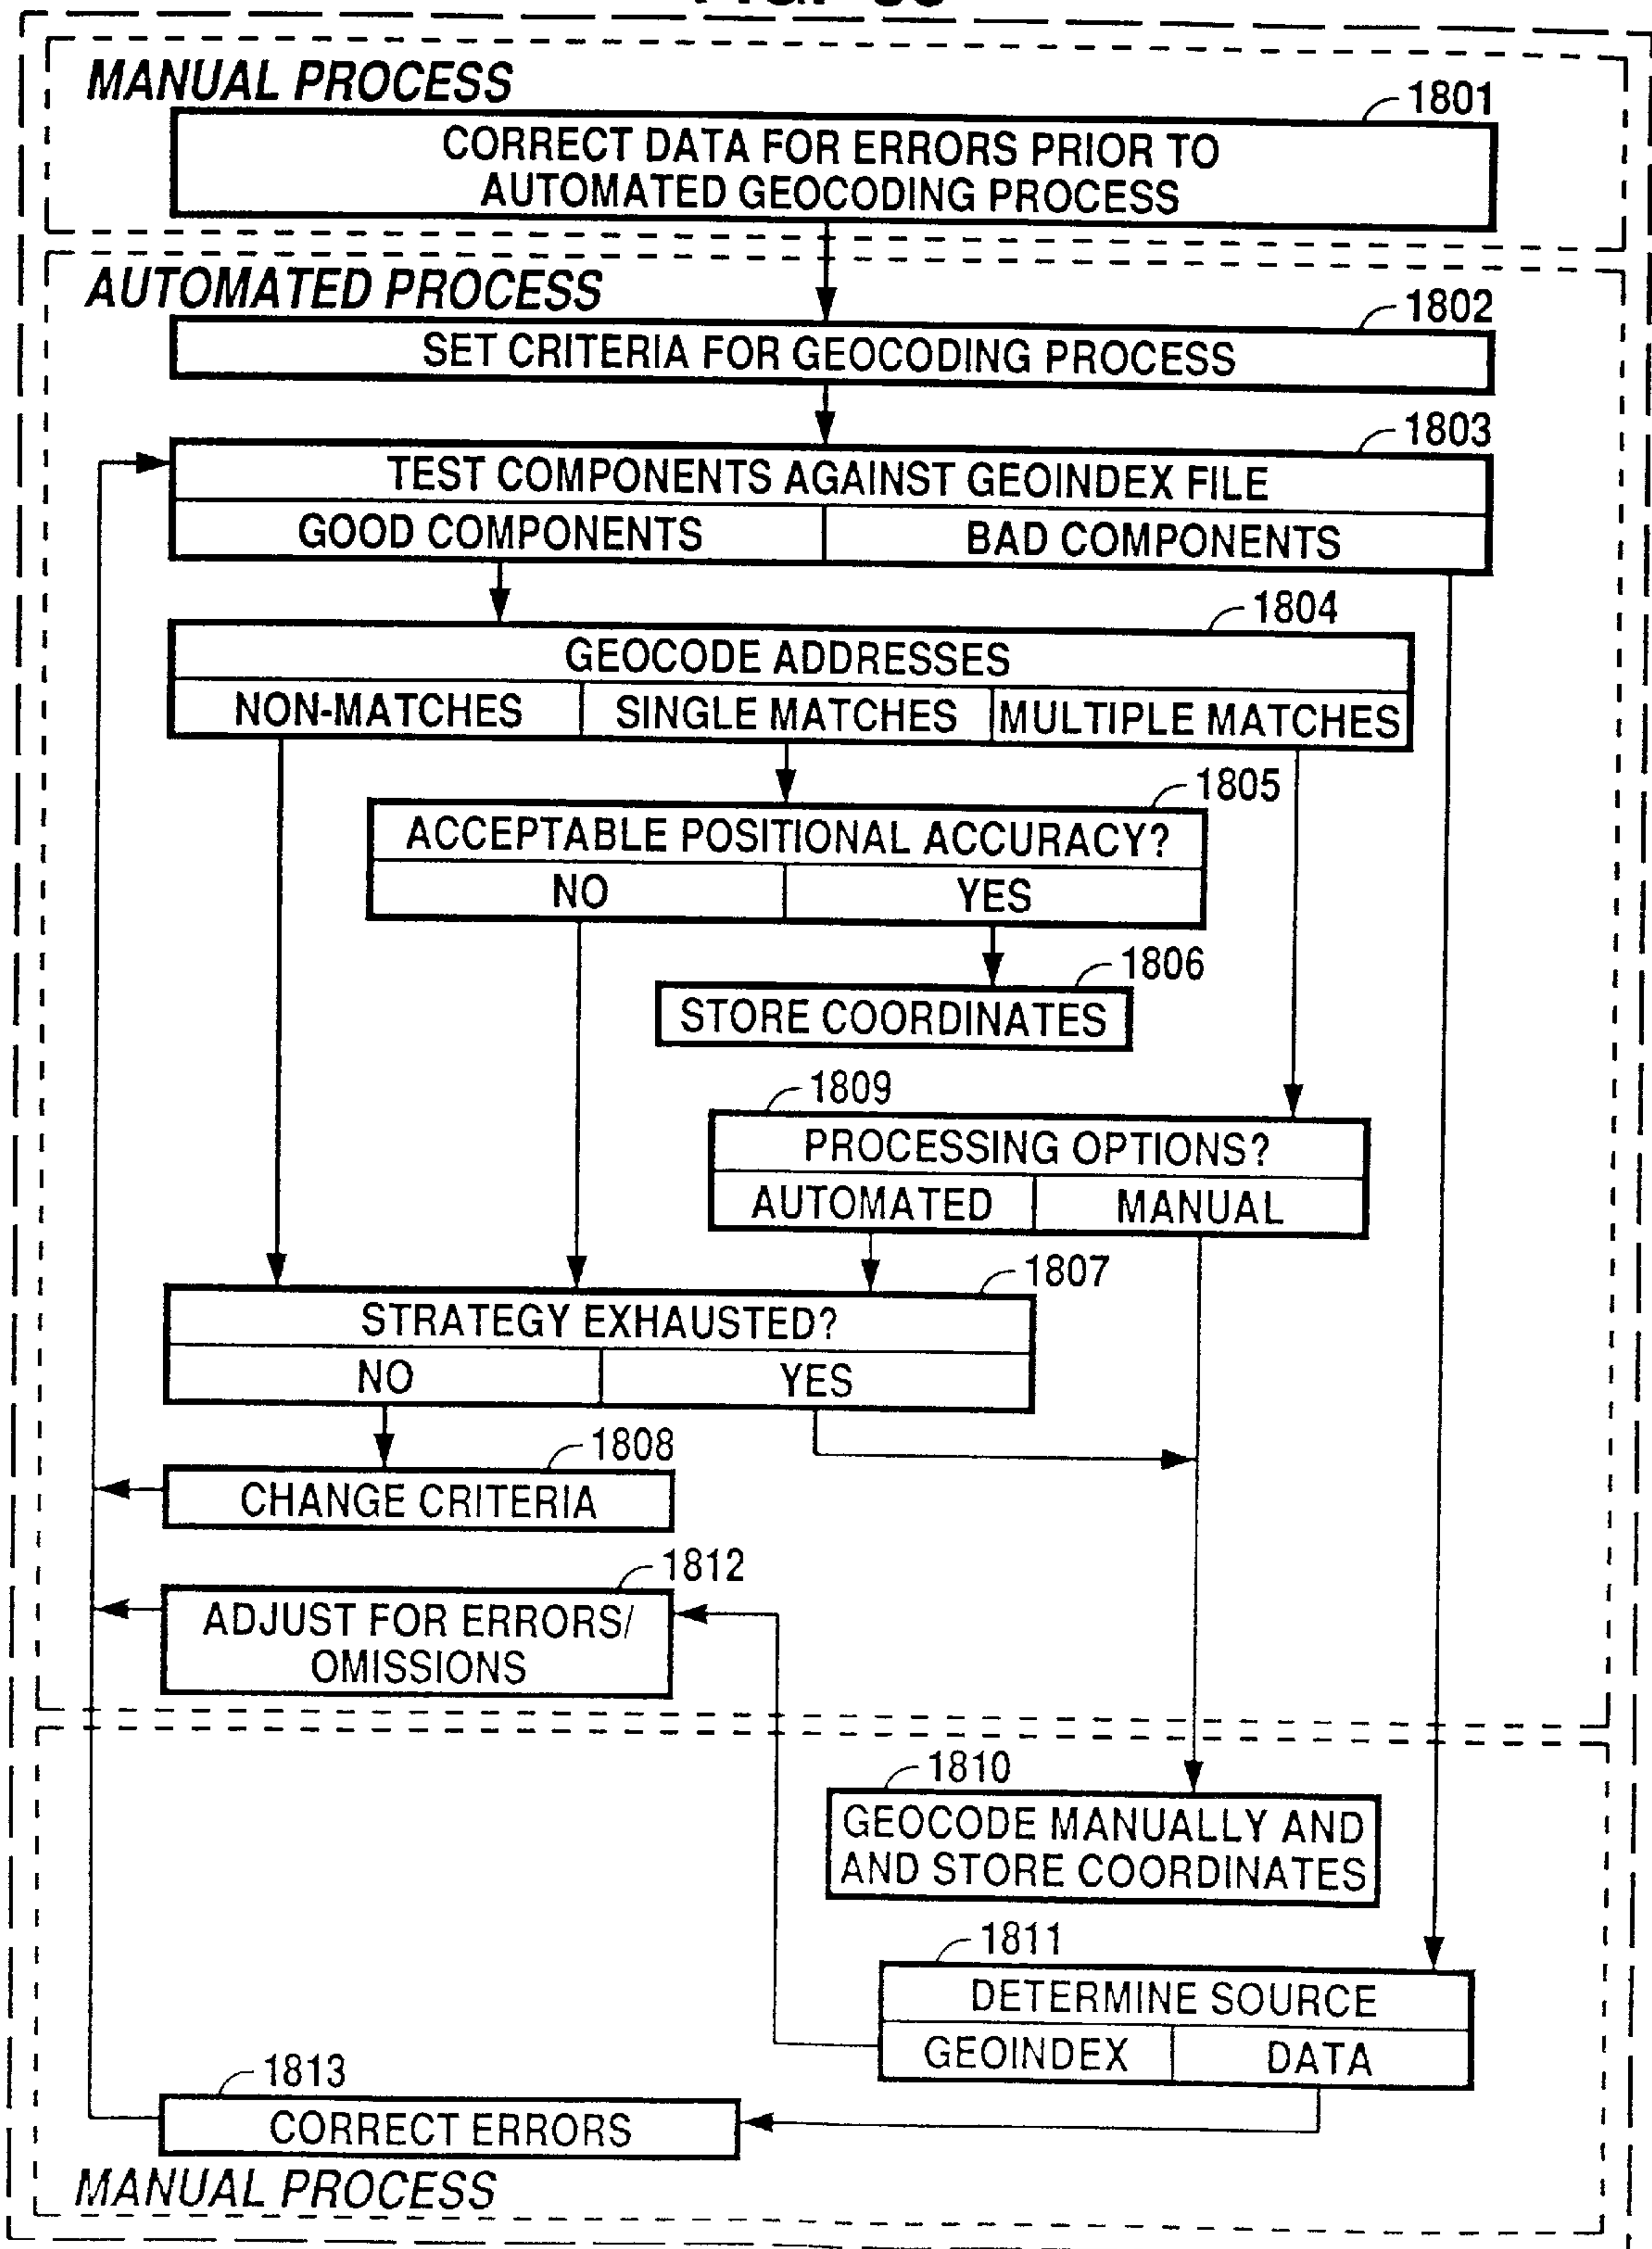 MANUAL PROCESS
1801
CORRECT DATA FOR ERRORS PRIOR TO
AUTOMATED GEOCODING PROCESS
AUTOMATED PROCESS
1802
SET CRITERIA FOR GEOCODING PROCESS
1803
TEST COMPONENTS AGAINST GEOINDEX FILE
GOOD COMPONENTS
BAD COMPONENTS
1804
GEOCODE ADDRESSES
NON-MATCHES
SINGLE MATCHES
MULTIPLE MATCHES
1805
ACCEPTABLE POSITIONAL ACCURACY?
NO
YES
1806
STORE COORDINATES
1809
PROCESSING OPTIONS?
AUTOMATED
MANUAL
1807
STRATEGY EXHAUSTED?
NO
YES
1808
CHANGE CRITERIA
1812
ADJUST FOR ERRORS/
OMISSIONS
1810
GEOCODE MANUALLY AND
AND STORE COORDINATES
1811
DETERMINE SOURCE
GEOINDEX
DATA
1813
CORRECT ERRORS
MANUAL PROCESS